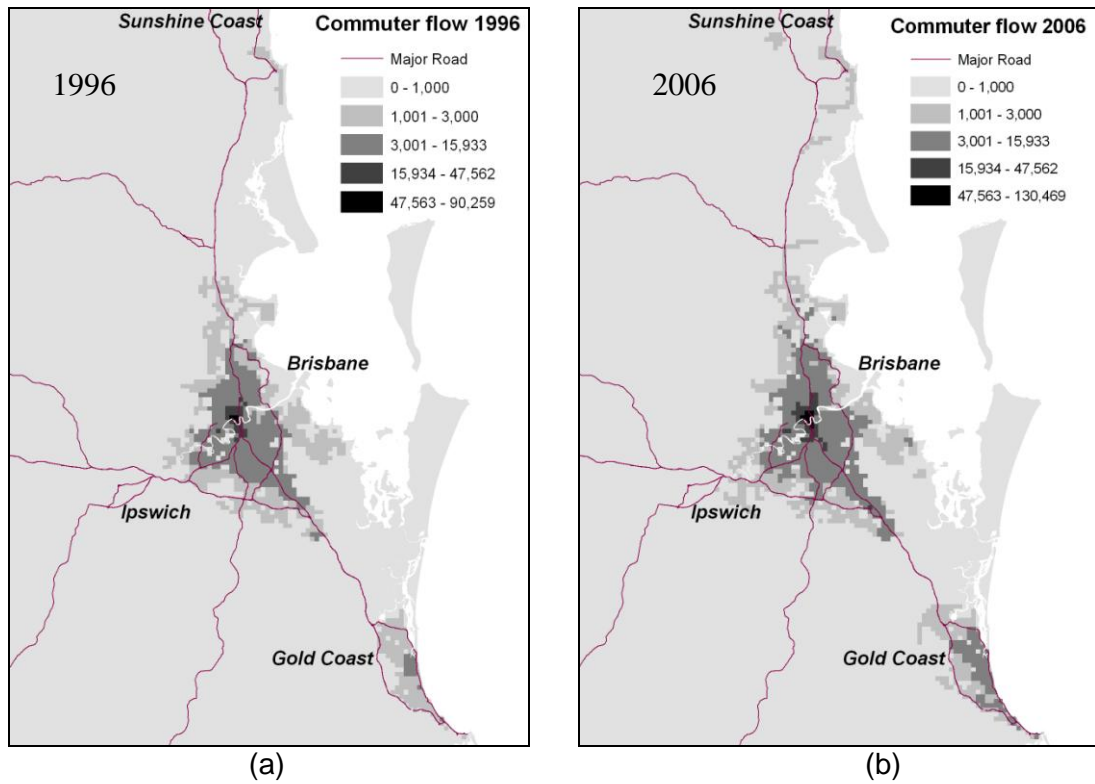 Sunshine Coast
Commuter flow 1996
1996
Major Road
0 - 1,000
1,001 - 3,000
3,001 - 15,933
15,934 - 47,562
47,563 - 90,259
Brisbane
Ipswich
Gold Coast
(a)
Sunshine Coast
Commuter flow 2006
2006
Major Road
0 - 1,000
1,001 - 3,000
3,001 - 15,933
15,934 - 47,562
47,563 - 130,469
Brisbane
Ipswich
Gold Coast
(b)